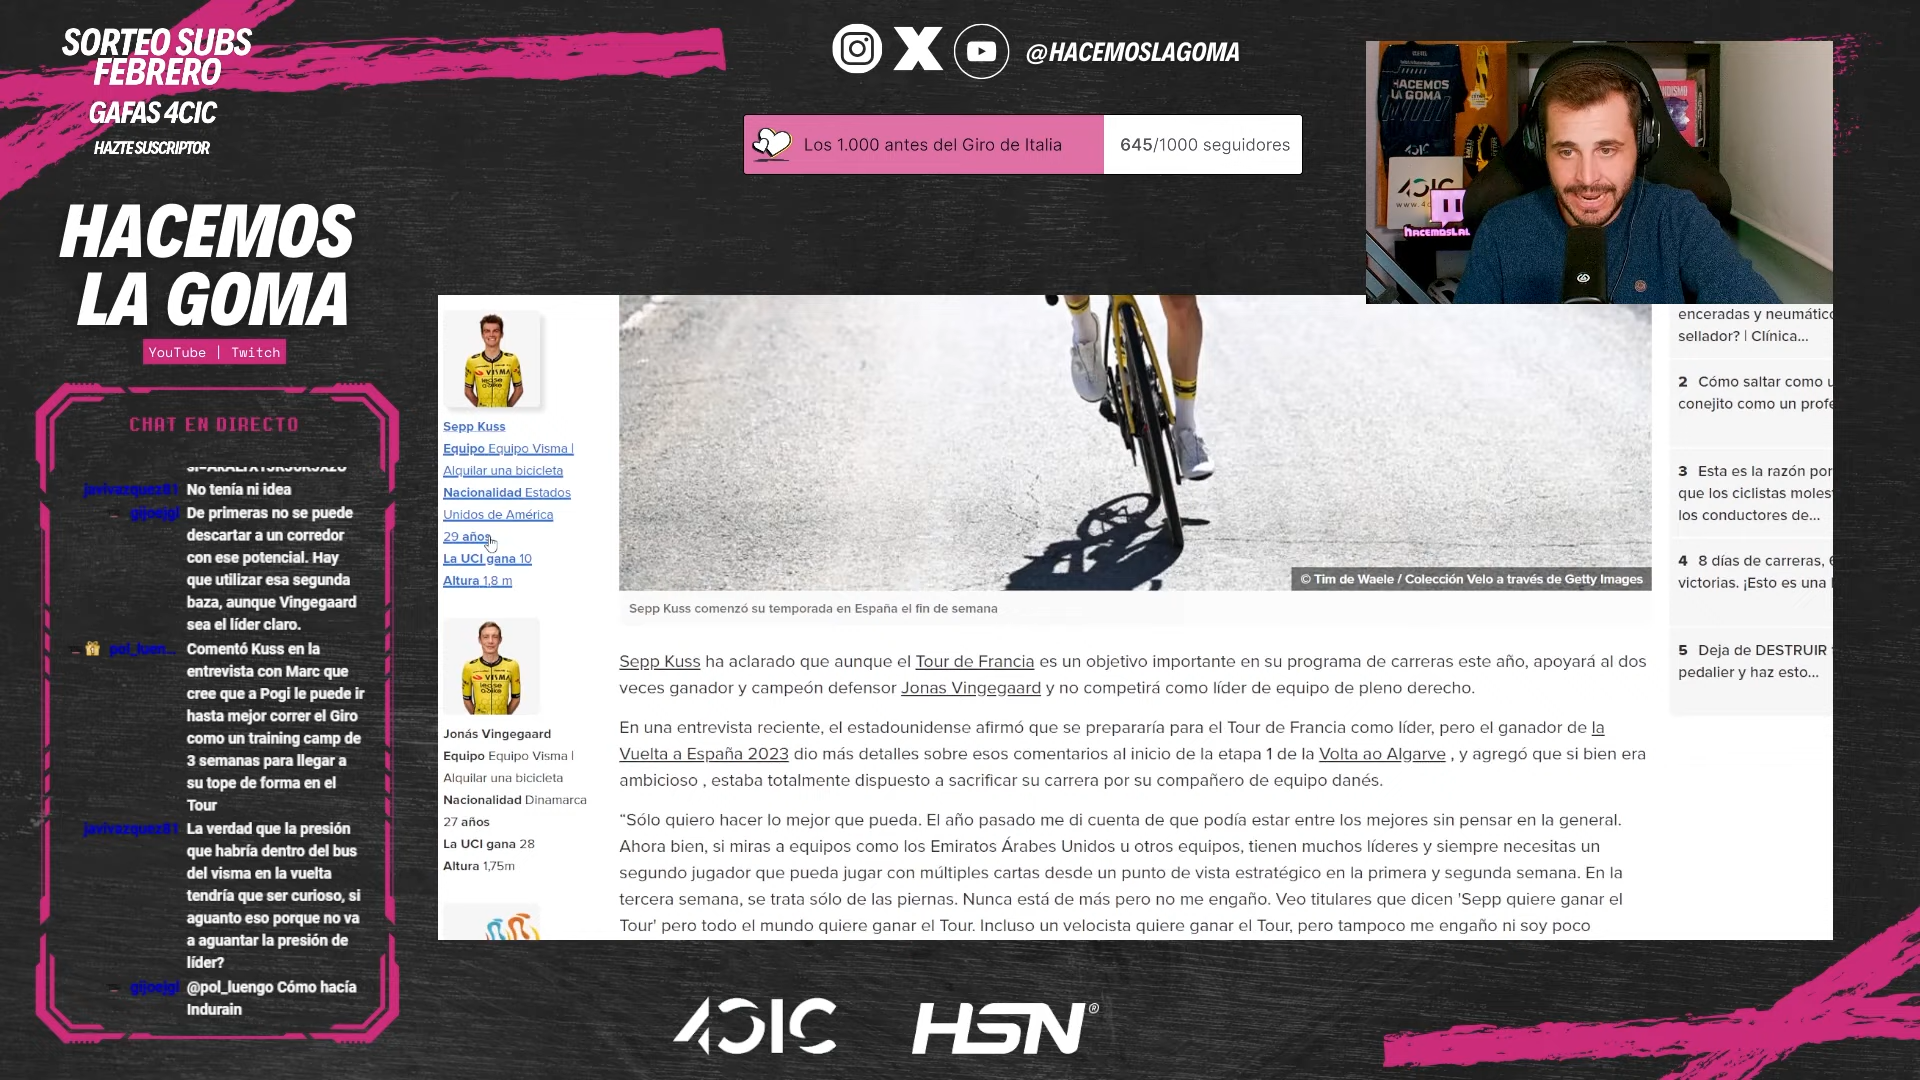 SORTEO SUBS
FEBRERO
GAFAS 4CIC
HAZTE SUSCRIPTOR
HACEMOS
LA GOMA
YouTube | Twitch
@HACEMOSLAGOMA
Los 1.000 antes del Giro de Italia
645/1000 seguidores
HACEMOS
LA GOMA
CHAT EN DIRECTO
javivazquez81 No tenía ni idea
gijoejgl De primeras no se puede
descartar a un corredor
con ese potencial. Hay
que utilizar esa segunda
baza, aunque Vingegaard
sea el líder claro.
pol_luen... Comentó Kuss en la
entrevista con Marc que
cree que a Pogi le puede ir
hasta mejor correr el Giro
como un training camp de
3 semanas para llegar a
su tope de forma en el
Tour
javivazquez81 La verdad que la presión
que habría dentro del bus
del visma en la vuelta
tendría que ser curioso, si
aguanto eso porque no va
a aguantar la presión de
líder?
gijoejgl @pol_luengo Cómo hacía
Indurain
Sepp Kuss
Equipo Equipo Visma |
Alquilar una bicicleta
Nacionalidad Estados
Unidos de América
29 años
La UCI gana 10
Altura 1,8 m
Jonás Vingegaard
Equipo Equipo Visma |
Alquilar una bicicleta
Nacionalidad Dinamarca
27 años
La UCI gana 28
Altura 1,75m
© Tim de Waele / Colección Velo a través de Getty Images
Sepp Kuss comenzó su temporada en España el fin de semana
Sepp Kuss ha aclarado que aunque el Tour de Francia es un objetivo importante en su programa de carreras este año, apoyará al dos
veces ganador y campeón defensor Jonas Vingegaard y no competirá como líder de equipo de pleno derecho.
En una entrevista reciente, el estadounidense afirmó que se prepararía para el Tour de Francia como líder, pero el ganador de la
Vuelta a España 2023 dio más detalles sobre esos comentarios al inicio de la etapa 1 de la Volta ao Algarve , y agregó que si bien era
ambicioso , estaba totalmente dispuesto a sacrificar su carrera por su compañero de equipo danés.
“Sólo quiero hacer lo mejor que pueda. El año pasado me di cuenta de que podía estar entre los mejores sin pensar en la general.
Ahora bien, si miras a equipos como los Emiratos Árabes Unidos u otros equipos, tienen muchos líderes y siempre necesitas un
segundo jugador que pueda jugar con múltiples cartas desde un punto de vista estratégico en la primera y segunda semana. En la
tercera semana, se trata sólo de las piernas. Nunca está de más pero no me engaño. Veo titulares que dicen 'Sepp quiere ganar el
Tour' pero todo el mundo quiere ganar el Tour. Incluso un velocista quiere ganar el Tour, pero tampoco me engaño ni soy poco
enceradas y neumátic
sellador? | Clínica...
2 Cómo saltar como u
conejito como un profe
3 Esta es la razón por
que los ciclistas moles
los conductores de...
4 8 días de carreras, 6
victorias. ¡Esto es una
5 Deja de DESTRUIR
pedalier y haz esto...
4CIC
HSN®